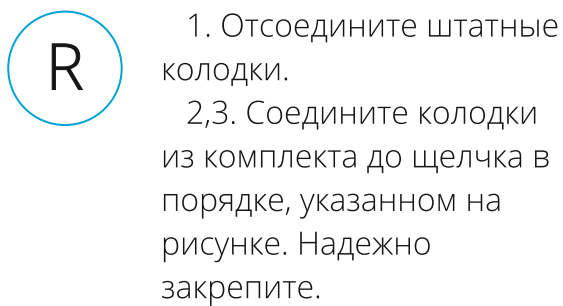 R
1. Отсоедините штатные
колодки.
2,3. Соедините колодки
из комплекта до щелчка в
порядке, указанном на
рисунке. Надежно
закрепите.